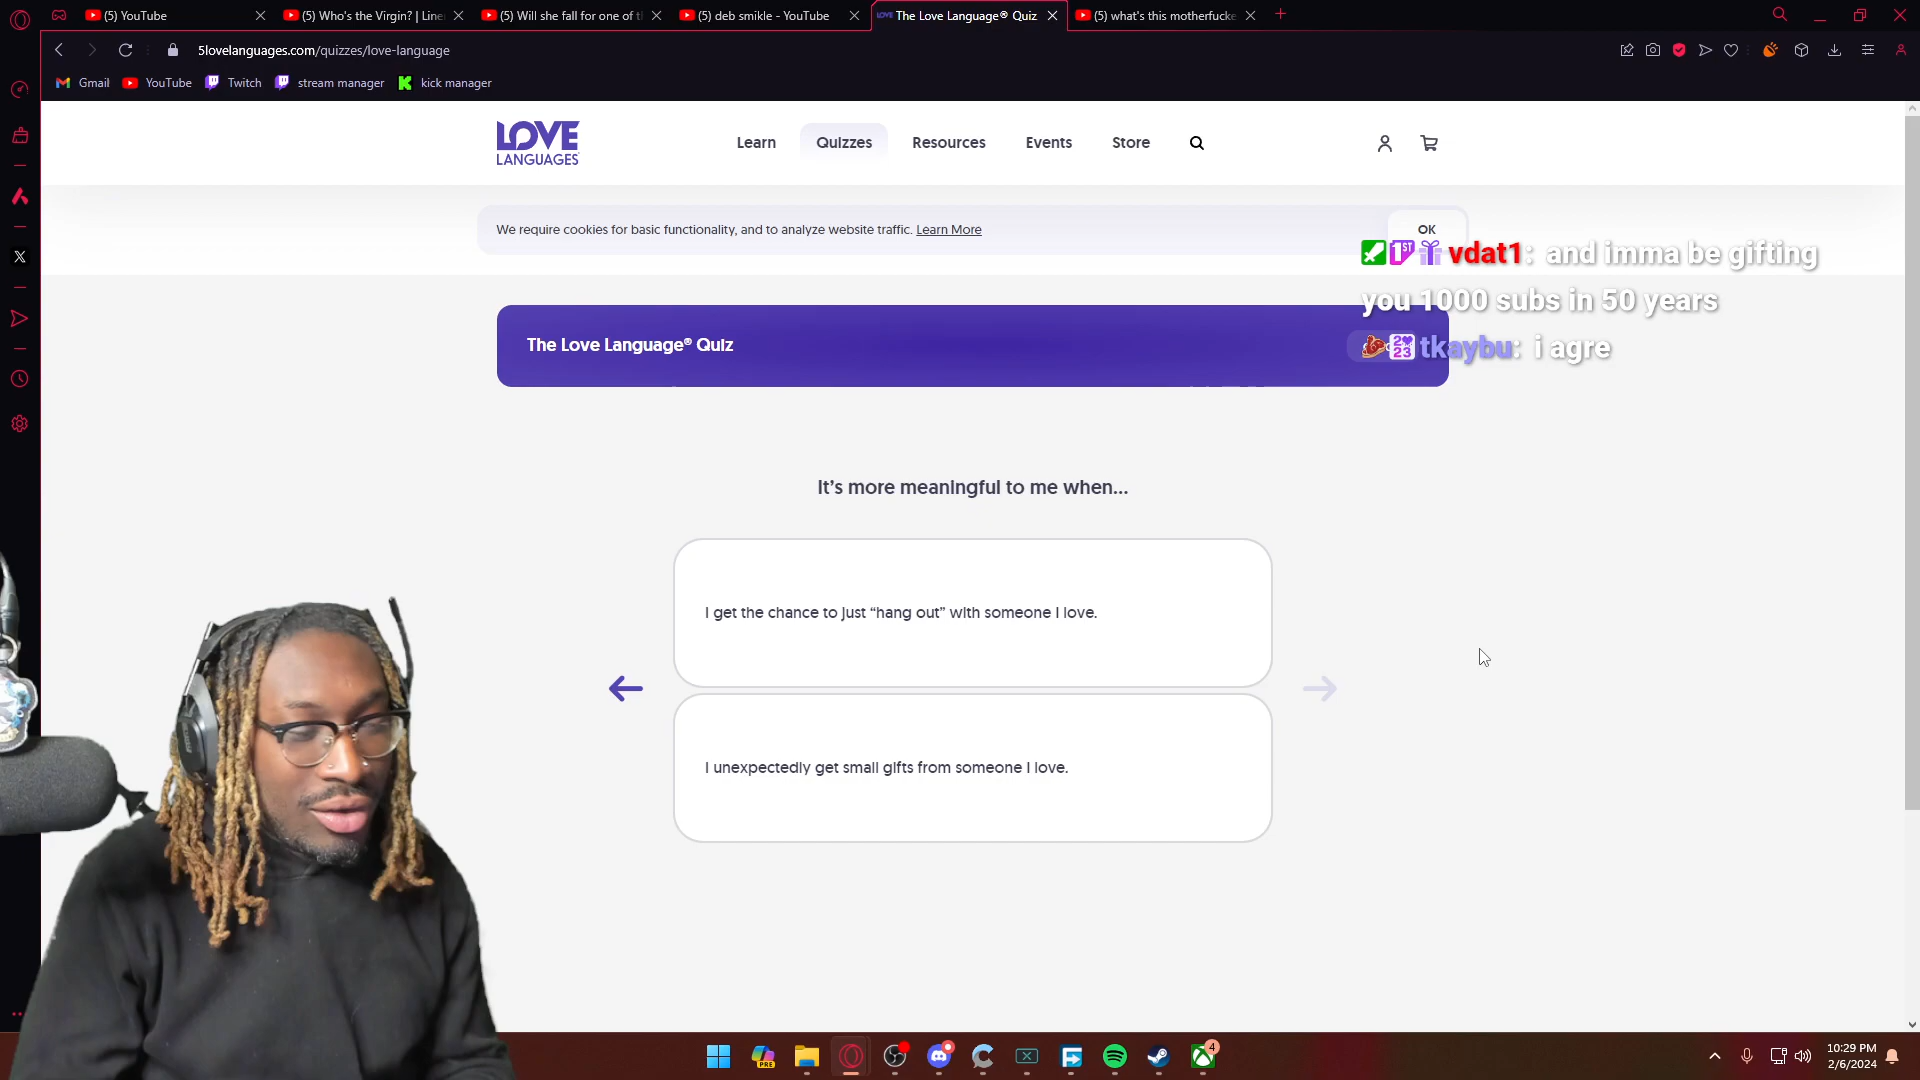 (5) YouTube
(5) Who's the Virgin? | Line
(5) Will she fall for one of t
(5) deb smikle - YouTube
The Love Language® Quiz
(5) what's this motherfucke
5lovelanguages.com/quizzes/love-language
Gmail
YouTube
Twitch
stream manager
kick manager
LOVE
LANGUAGES
Learn
Quizzes
Resources
Events
Store
We require cookies for basic functionality, and to analyze website traffic. Learn More
OK
vdat1: and imma be gifting
you 1000 subs in 50 years
tkaybu: i agre
The Love Language® Quiz
It's more meaningful to me when...
I get the chance to just “hang out” with someone I love.
I unexpectedly get small gifts from someone I love.
4
10:29 PM
2/6/2024